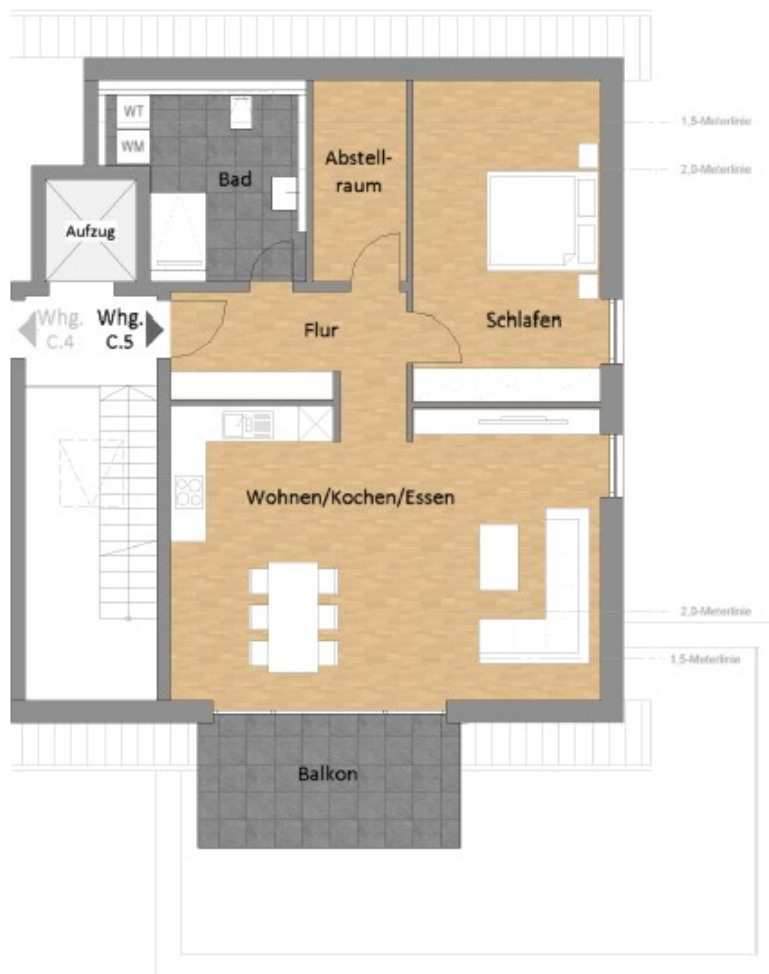 WT
1,5-Meterlinie
WM
Abstell-
raum
2,0-Meterlinie
Bad
Aufzug
Whg.
C.4
Whg.
C.5
Flur
Schlafen
Wohnen/Kochen/Essen
2,0-Meterlinie
1,5-Meterlinie
Balkon